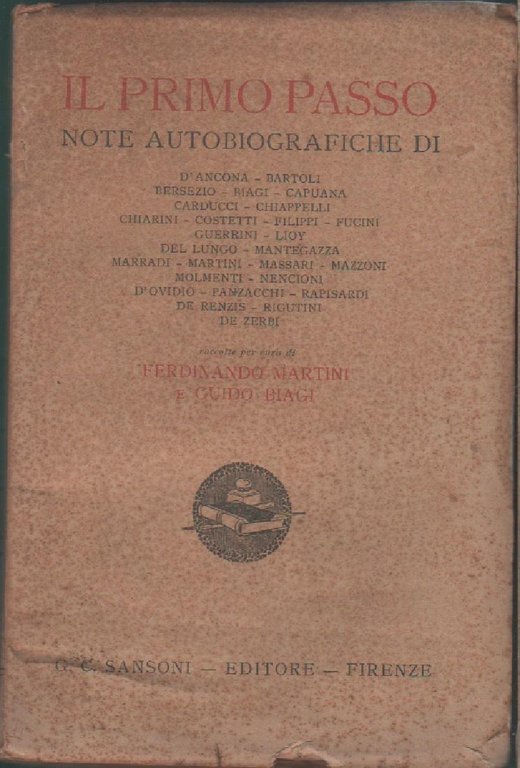 IL PRIMO PASSO
NOTE AUTOBIOGRAFICHE DI
D'ANCONA - BARTOLI
BERSEZIO - BIAGI - CAPUANA
CARDUCCI - CHIAPPELLI
CHIARINI - COSTETTI - FILIPPI - FUCINI
GUERRINI - LIOY
DEL LUNGO - MANTEGAZZA
MARRADI - MARTINI - MASSARI - MAZZONI
MOLMENTI - NENCIONI
D'OVIDIO - PANZACCHI - RAPISARDI
DE RENZIS - RIGUTINI
DE ZERBI
raccolte per cura di
FERDINANDO MARTINI
E GUIDO BIAGI
G. C. SANSONI — EDITORE — FIRENZE